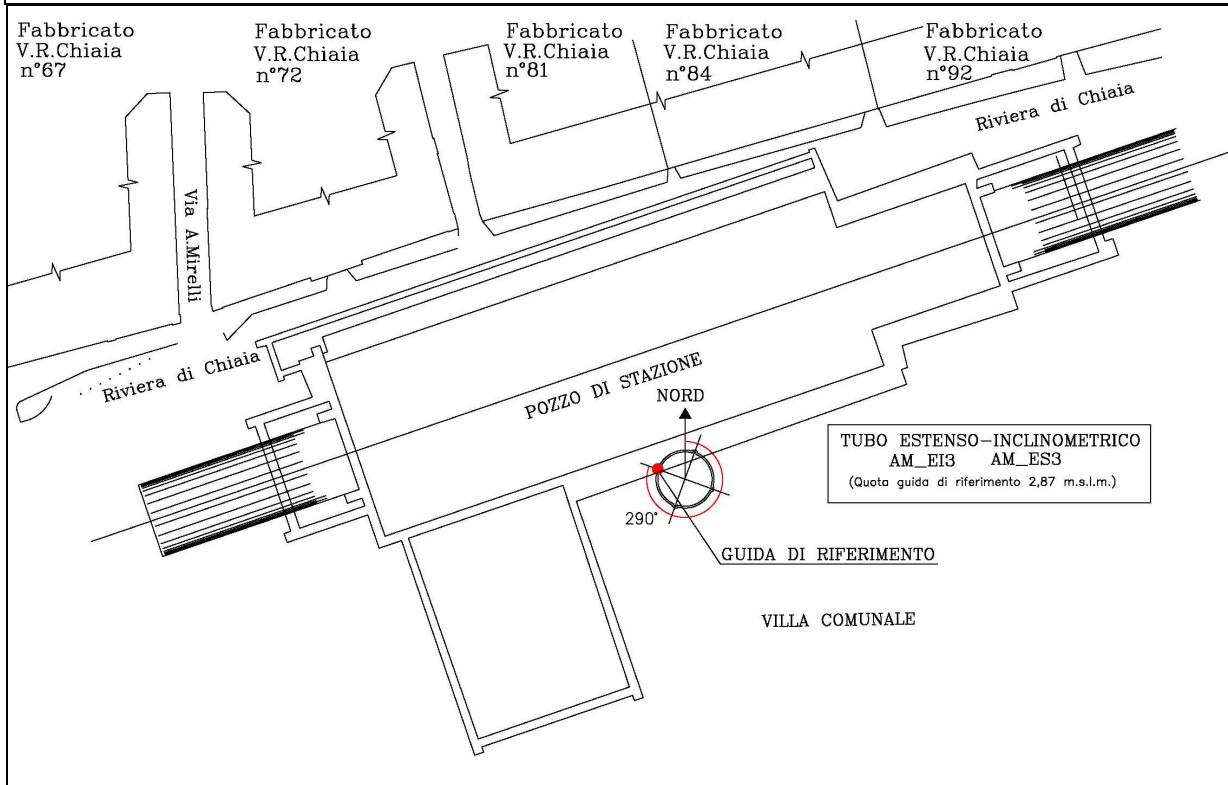 Fabbricato
V.R.Chiaia
n°67
Fabbricato
V.R.Chiaia
n°72
Fabbricato
V.R.Chiaia
n°81
Fabbricato
V.R.Chiaia
n°84
Fabbricato
V.R.Chiaia
n°92
Riviera di Chiaia
Via A.Mirelli
Riviera di Chiaia
POZZO DI STAZIONE
NORD
TUBO ESTENSO-INCLINOMETRICO
AM_EI3 AM_ES3
(Quota guida di riferimento 2,87 m.s.l.m.)
290°
GUIDA DI RIFERIMENTO
VILLA COMUNALE